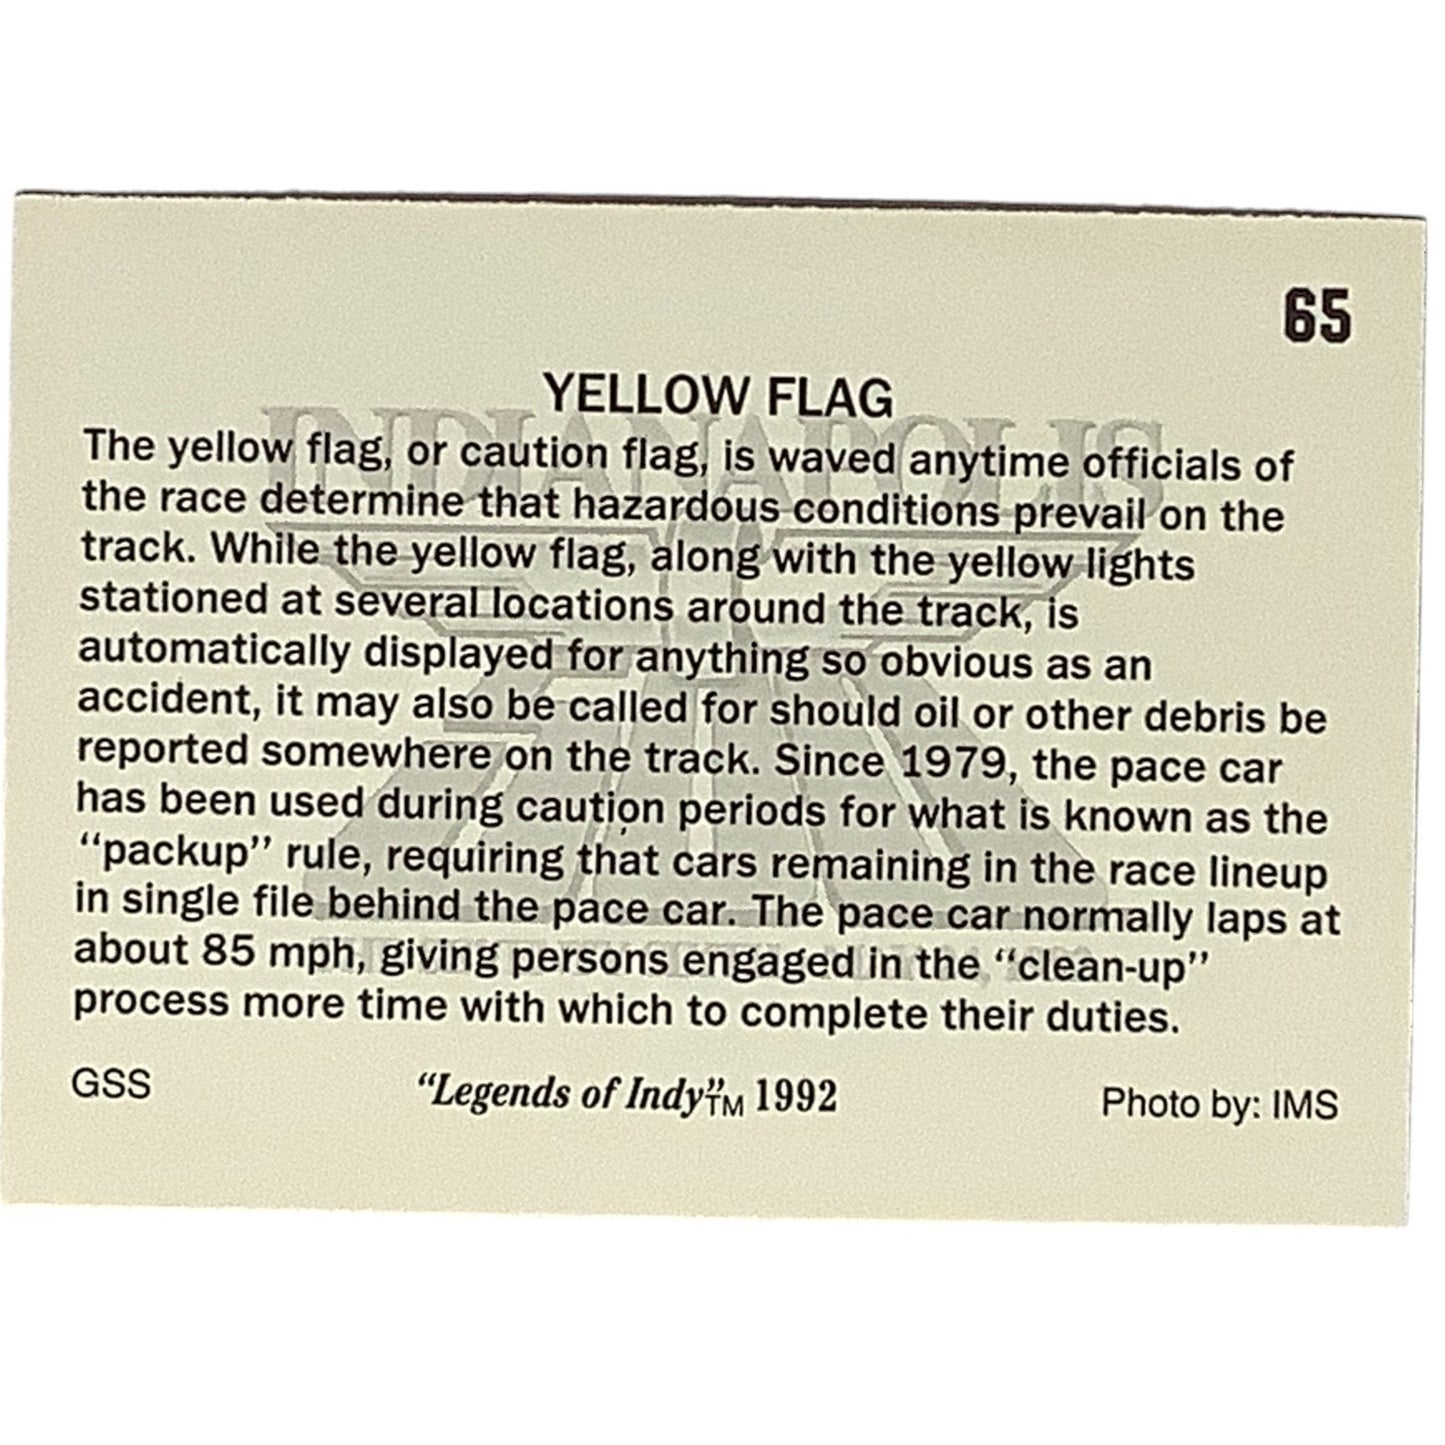 65
YELLOW FLAG
INDIANAPOLIS
The yellow flag, or caution flag, is waved anytime officials of
the race determine that hazardous conditions prevail on the
track. While the yellow flag, along with the yellow lights
stationed at several locations around the track, is
automatically displayed for anything so obvious as an
accident, it may also be called for should oil or other debris be
reported somewhere on the track. Since 1979, the pace car
has been used during caution periods for what is known as the
“packup” rule, requiring that cars remaining in the race lineup
in single file behind the pace car. The pace car normally laps at
about 85 mph, giving persons engaged in the “clean-up”
process more time with which to complete their duties.
GSS
“Legends of Indy”TM 1992
Photo by: IMS